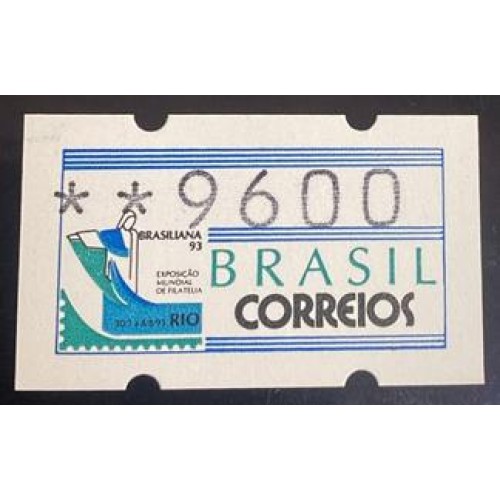 * *9600
BRASILIANA
93
EXPOSIÇÃO
MUNDIAL
DE FILATELIA
RIO
BRASIL
CORREIOS